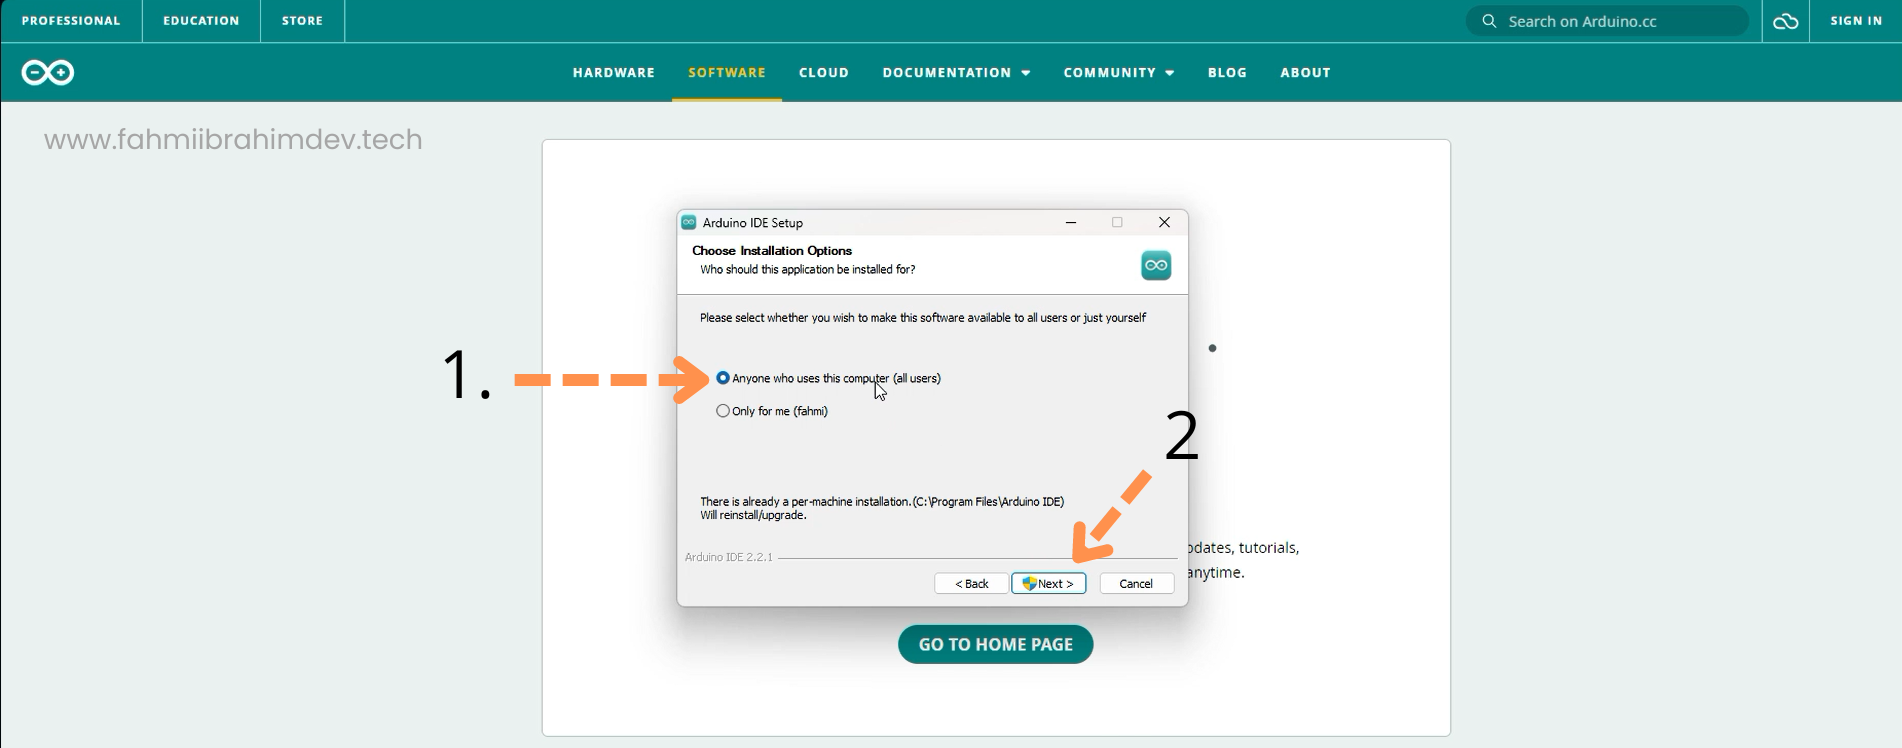 PROFESSIONAL EDUCATION STORE Search on Arduino.cc SIGN IN
HARDWARE SOFTWARE CLOUD DOCUMENTATION COMMUNITY BLOG ABOUT
www.fahmiibrahimdev.tech
Arduino IDE Setup
Choose Installation Options
Who should this application be installed for?
Please select whether you wish to make this software available to all users or just yourself
1.
Anyone who uses this computer (all users)
Only for me (fahmi)
2
There is already a per-machine installation.(C:\Program Files\Arduino IDE)
Will reinstall/upgrade.
tutorials,
anytime.
Arduino IDE 2.2.1
< Back Next > Cancel
GO TO HOME PAGE